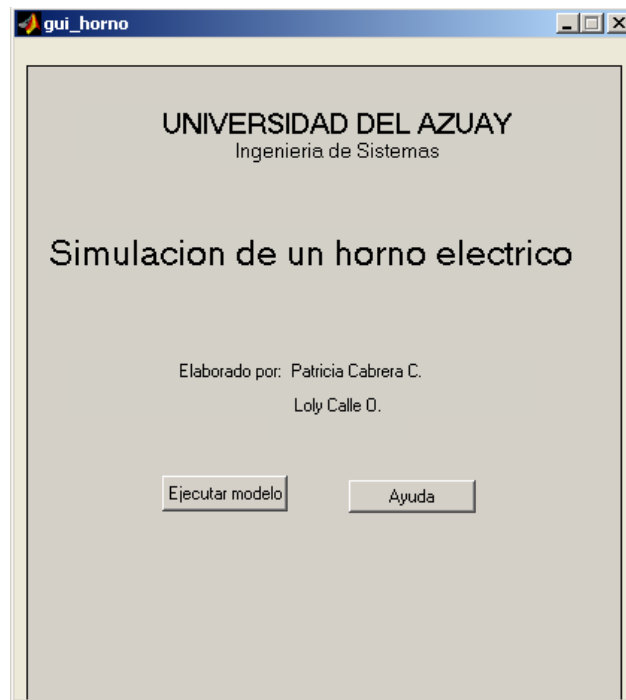 gui_horno
UNIVERSIDAD DEL AZUAY
Ingenieria de Sistemas
Simulacion de un horno electrico
Elaborado por: Patricia Cabrera C.
Loly Calle O.
Ejecutar modelo
Ayuda